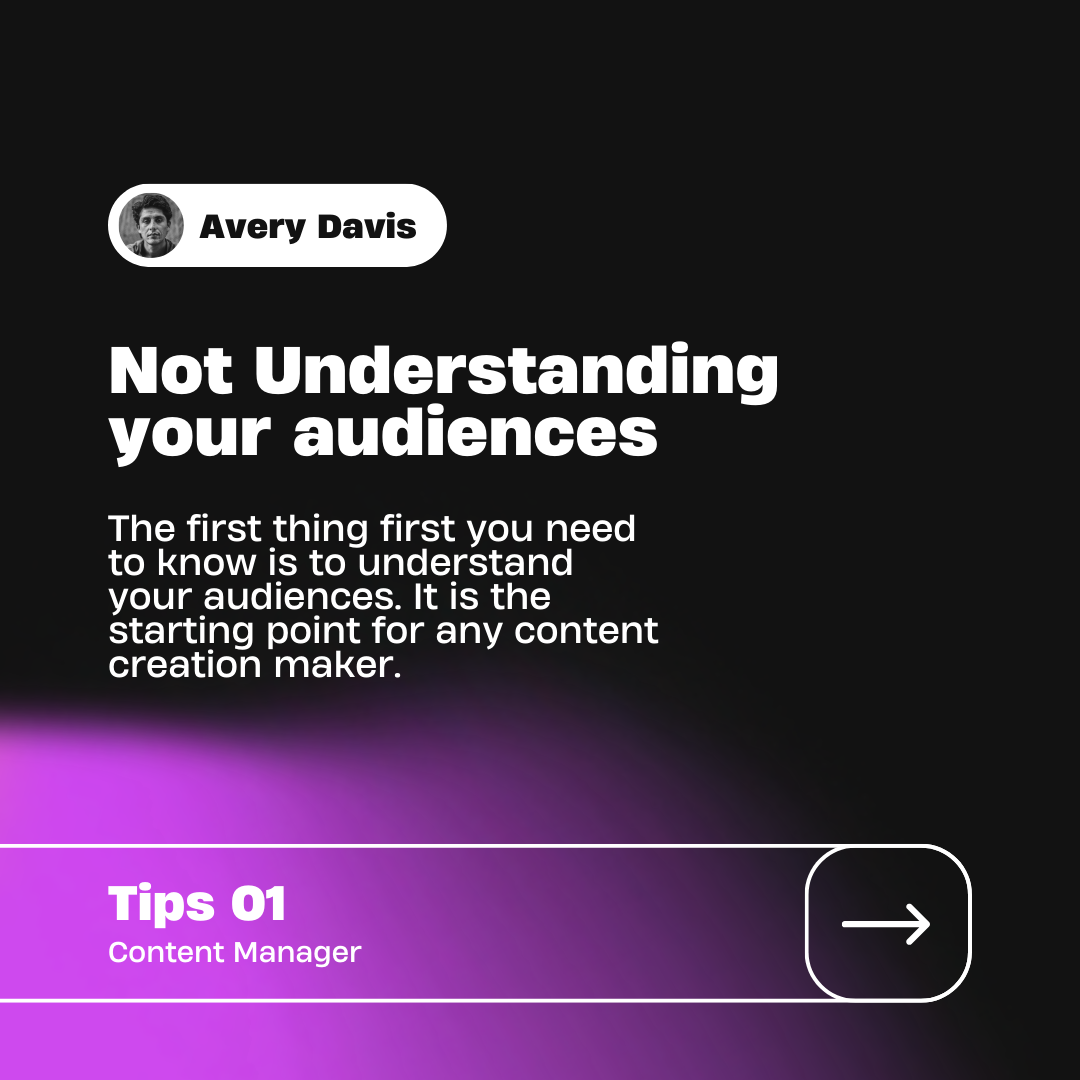 Avery Davis
Not Understanding
your audiences
The first thing first you need
to know is to understand
your audiences. It is the
starting point for any content
creation maker.
Tips 01
Content Manager